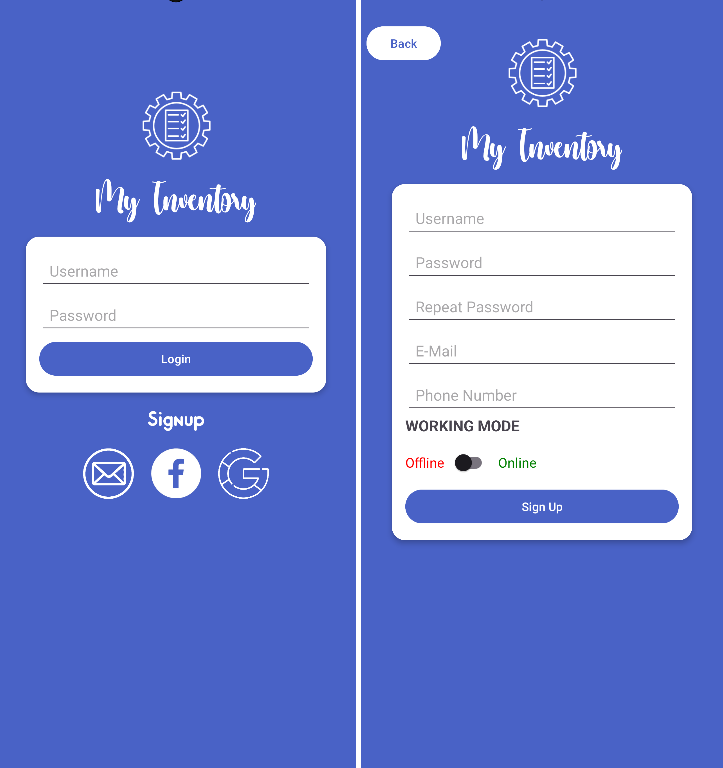 My Inventory
Username
Password
Login
Signup
Back
My Inventory
Username
Password
Repeat Password
E-Mail
Phone Number
WORKING MODE
Offline Online
Sign Up